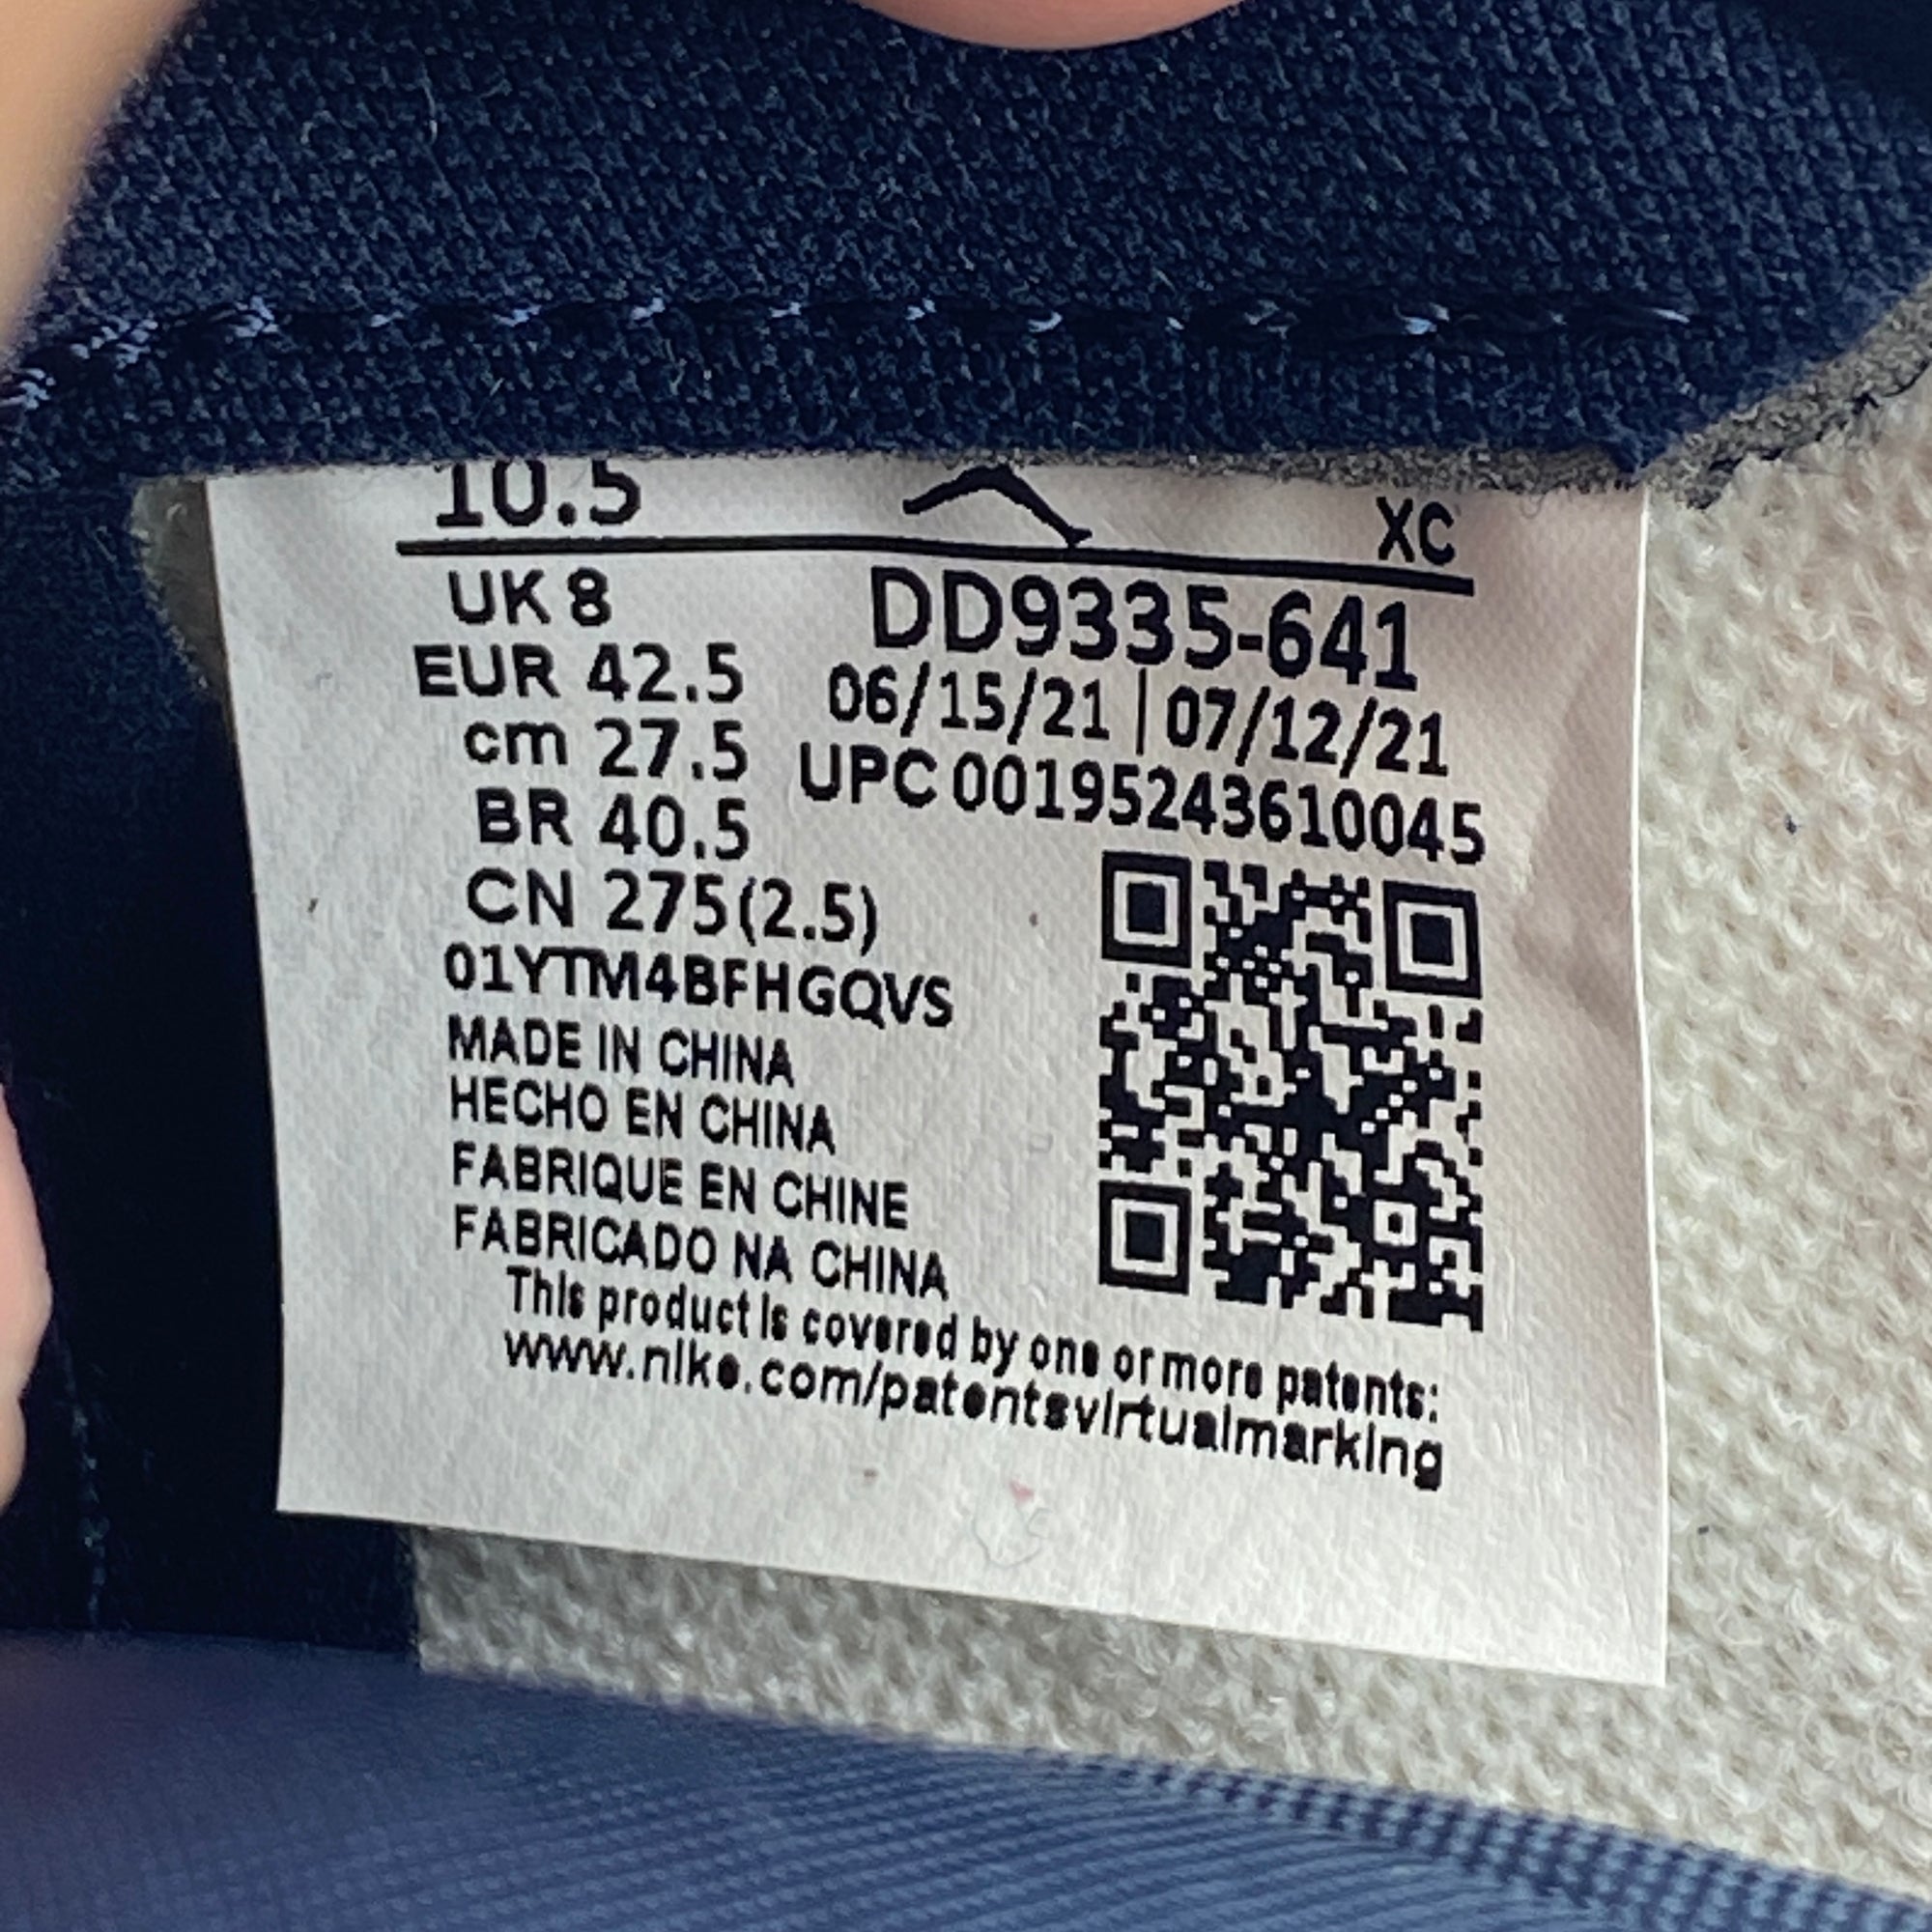 10.5 XC
UK 8
EUR 42.5
cm 27.5
BR 40.5
CN 275(2.5)
DD9335-641
06/15/21 | 07/12/21
UPC 00195243610045
01YTM4BFHGQVS
MADE IN CHINA
HECHO EN CHINA
FABRIQUE EN CHINE
FABRICADO NA CHINA
This product is covered by one or more patents:
www.nike.com/patentsvirtualmarking